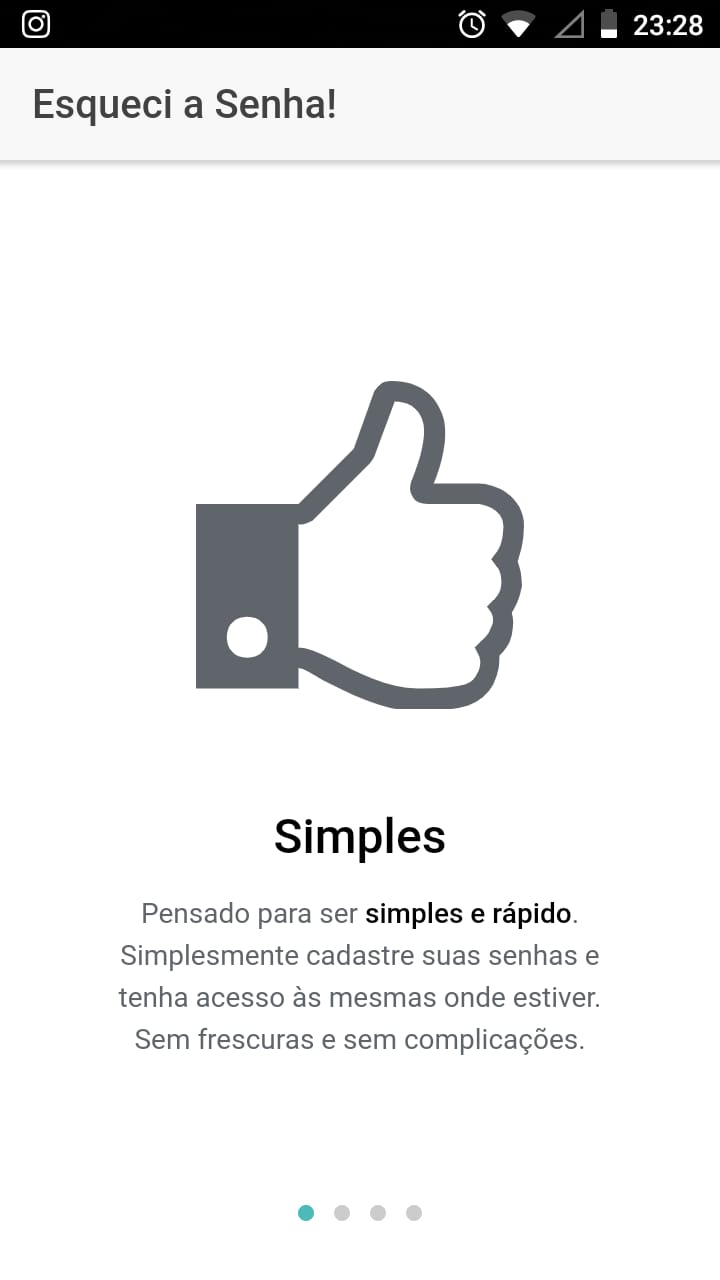 23:28
Esqueci a Senha!
Simples
Pensado para ser simples e rápido.
Simplesmente cadastre suas senhas e
tenha acesso às mesmas onde estiver.
Sem frescuras e sem complicações.